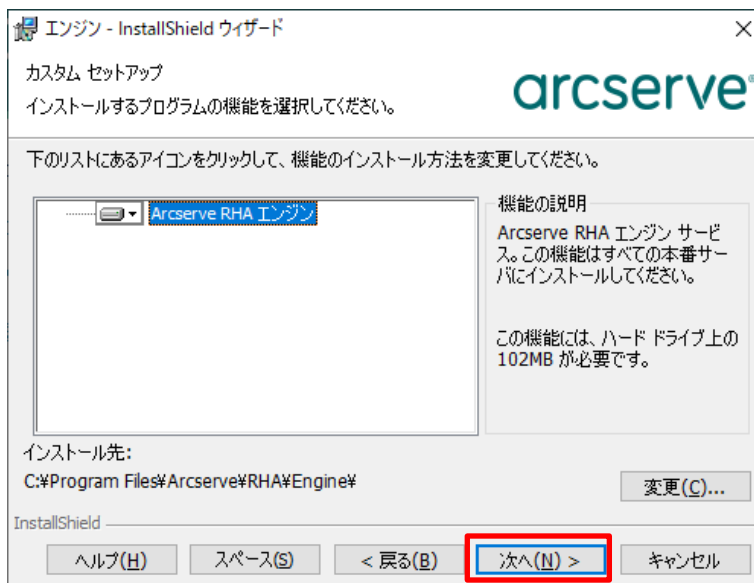 エンジン - InstallShield ウィザード
カスタム セットアップ
インストールするプログラムの機能を選択してください。
arcserve
下のリストにあるアイコンをクリックして、機能のインストール方法を変更してください。
Arcserve RHA エンジン
機能の説明
Arcserve RHA エンジン サービ
ス。この機能はすべての本番サー
バにインストールしてください。
この機能には、ハード ドライブ上の
102MB が必要です。
インストール先:
C:¥Program Files¥Arcserve¥RHA¥Engine¥
変更(C)...
InstallShield
ヘルプ(H)
スペース(S)
< 戻る(B)
次へ(N) >
キャンセル